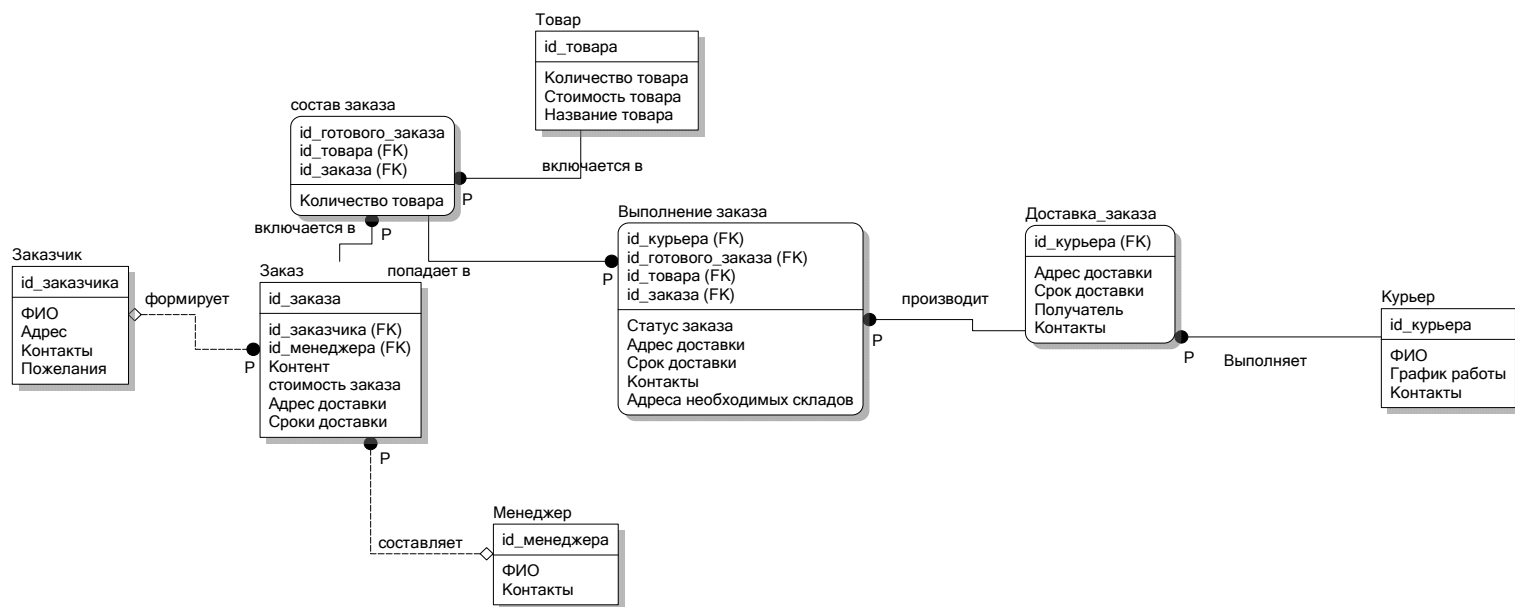 Товар
id_товара
Количество товара
Стоимость товара
Название товара
состав заказа
id_готового_заказа
id_товара (FK)
id_заказа (FK)
Количество товара
включается в
P
включается в
P
Выполнение заказа
id_курьера (FK)
id_готового_заказа (FK)
id_товара (FK)
id_заказа (FK)
Статус заказа
Адрес доставки
Срок доставки
Контакты
Адреса необходимых складов
попадает в
P
Доставка_заказа
id_курьера (FK)
Адрес доставки
Срок доставки
Получатель
Контакты
производит
P
Заказчик
id_заказчика
ФИО
Адрес
Контакты
Пожелания
формирует
P
Заказ
id_заказа
id_заказчика (FK)
id_менеджера (FK)
Контент
стоимость заказа
Адрес доставки
Сроки доставки
P
Курьер
id_курьера
ФИО
График работы
Контакты
Выполняет
P
Менеджер
id_менеджера
ФИО
Контакты
составляет